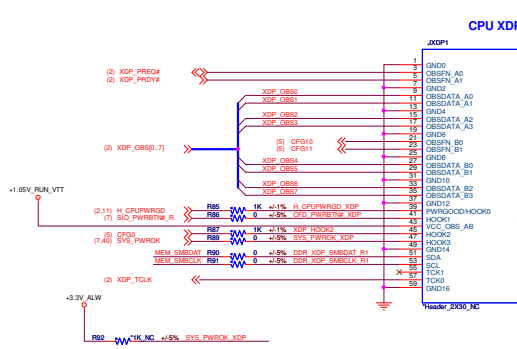 CPU XDP
JXDP1
1 GND0
3 OBSFN_A0
(2) XDP_PREQ#
5 OBSFN_A1
(2) XDP_PRDY#
7 GND2
XDP_OBS0 9 OBSDATA_A0
XDP_OBS1 11 OBSDATA_A1
13 GND4
XDP_OBS2 15 OBSDATA_A2
XDP_OBS3 17 OBSDATA_A3
19 GND6
(5) CFG10 21 OBSFN_B0
(2) XDP_OBS[0..7]
(5) CFG11 23 OBSFN_B1
25 GND8
XDP_OBS4 27 OBSDATA_B0
XDP_OBS5 29 OBSDATA_B1
31 GND10
XDP_OBS6 33 OBSDATA_B2
XDP_OBS7 35 OBSDATA_B3
+1.05V_RUN_VTT
37 GND12
(2,11) H_CPUPWRGD R85 1K +/-1% H_CPUPWRGD_XDP 39 PWRGOOD/HOOK0
(7) SIO_PWRBTN#_R R86 0 +/-5% CFD_PWRBTN#_XDP 41 HOOK1
43 VCC_OBS_AB
(5) CFG0 R87 1K +/-1% XDP_HOOK2 45 HOOK2
(7,40) SYS_PWROK R89 0 +/-5% SYS_PWROK_XDP 47 HOOK3
49 GND14
MEM_SMBDAT R90 0 +/-5% DDR_XDP_SMBDAT_R1 51 SDA
MEM_SMBCLK R91 0 +/-5% DDR_XDP_SMBCLK_R1 53 SCL
55 TCK1
(2) XDP_TCLK 57 TCK0
59 GND16
+3.3V_ALW
*Header_2X30_NC
R92 *1K_NC +/-5% SYS_PWROK_XDP